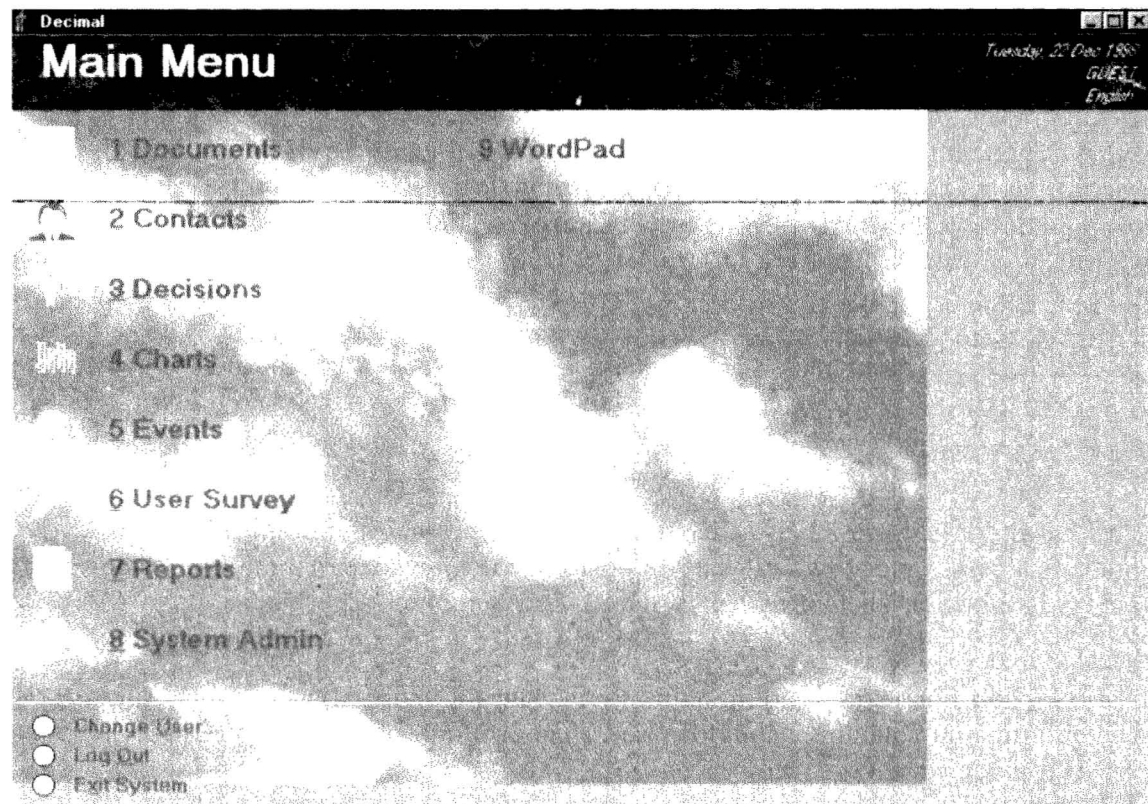 Decimal
Main Menu
Tuesday, 22 Dec
GUEST
English
1 Documents
2 Contacts
3 Decisions
4 Charts
5 Events
6 User Survey
7 Reports
8 System Admin
9 WordPad
Change User
Log Out
Exit System